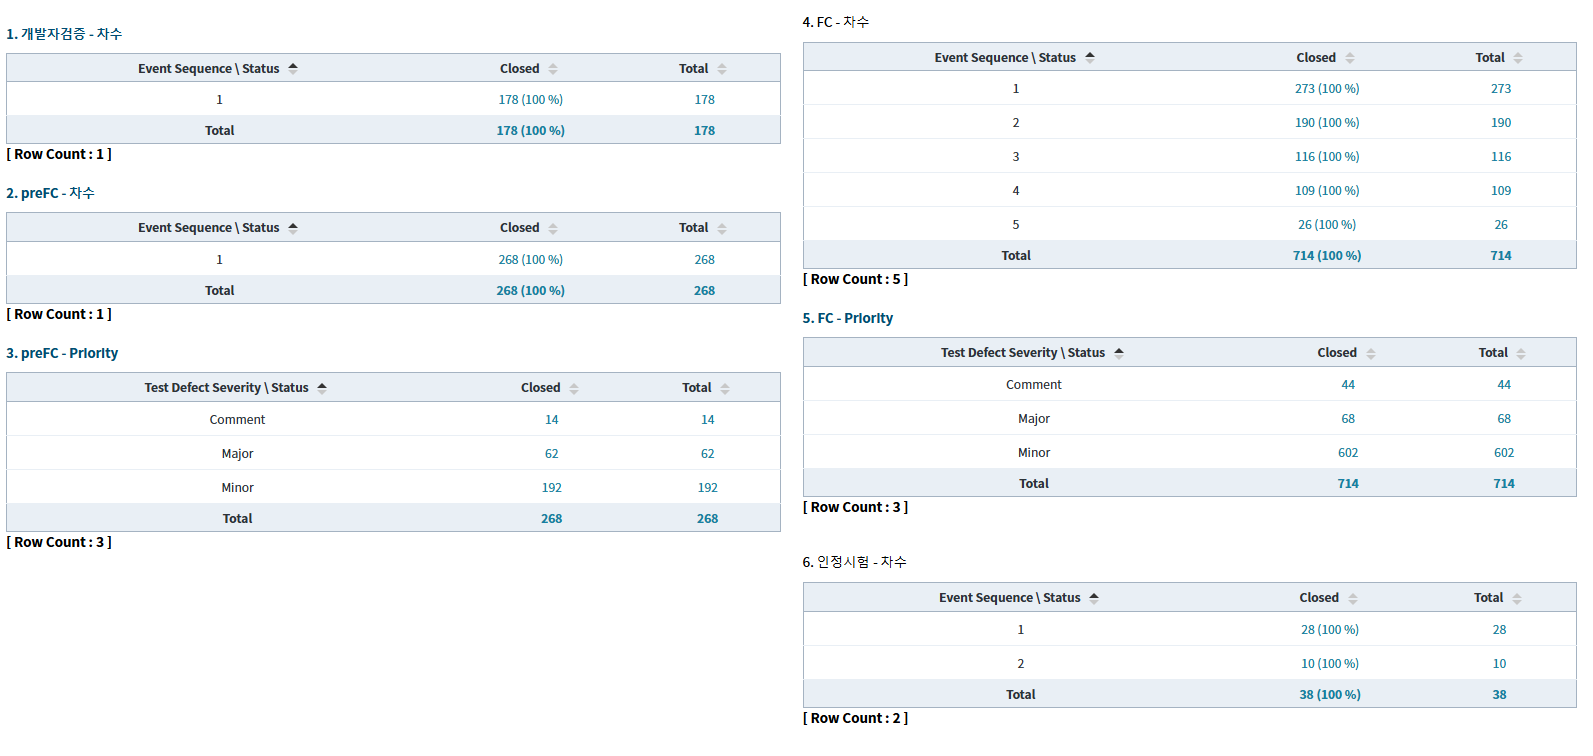 1. 개발자검증 - 차수
Event Sequence \ Status Closed Total
1 178 (100 %) 178
Total 178 (100 %) 178
[ Row Count : 1 ]
2. preFC - 차수
Event Sequence \ Status Closed Total
1 268 (100 %) 268
Total 268 (100 %) 268
[ Row Count : 1 ]
3. preFC - Priority
Test Defect Severity \ Status Closed Total
Comment 14 14
Major 62 62
Minor 192 192
Total 268 268
[ Row Count : 3 ]
4. FC - 차수
Event Sequence \ Status Closed Total
1 273 (100 %) 273
2 190 (100 %) 190
3 116 (100 %) 116
4 109 (100 %) 109
5 26 (100 %) 26
Total 714 (100 %) 714
[ Row Count : 5 ]
5. FC - Priority
Test Defect Severity \ Status Closed Total
Comment 44 44
Major 68 68
Minor 602 602
Total 714 714
[ Row Count : 3 ]
6. 인정시험 - 차수
Event Sequence \ Status Closed Total
1 28 (100 %) 28
2 10 (100 %) 10
Total 38 (100 %) 38
[ Row Count : 2 ]